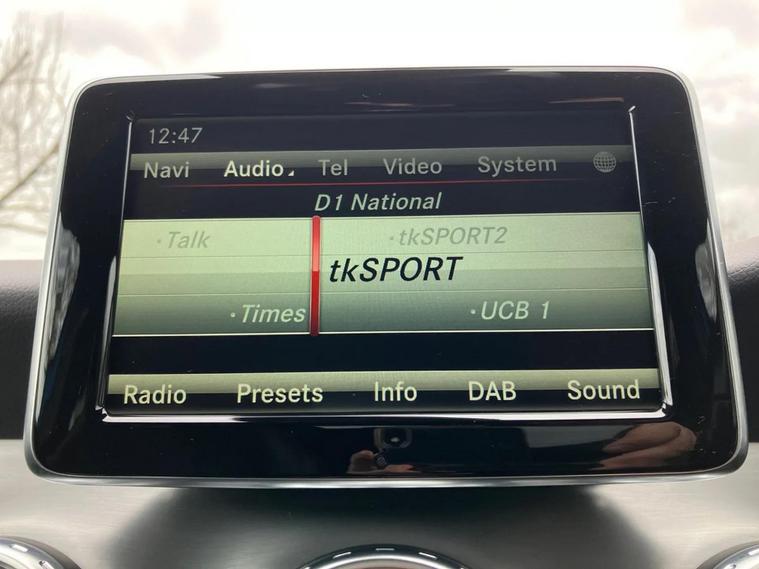 12:47
Navi Audio Tel Video System
D1 National
·Talk ·tkSPORT2
tkSPORT
·Times ·UCB 1
Radio Presets Info DAB Sound